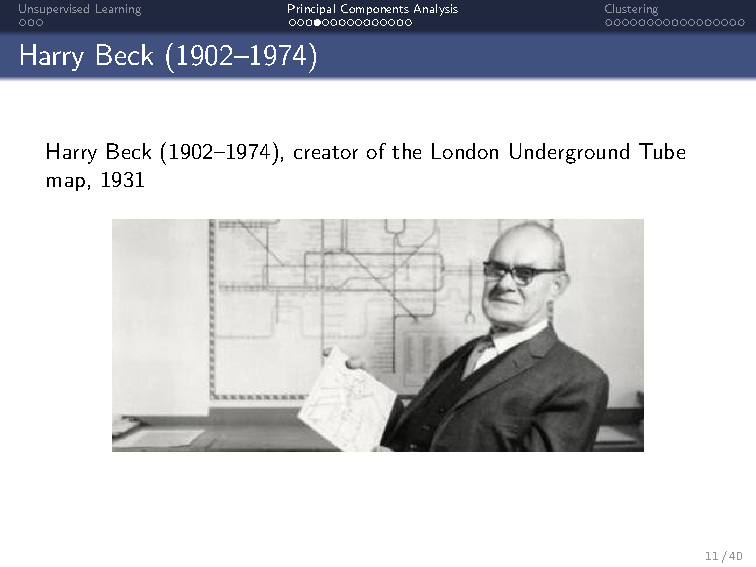 Unsupervised Learning
Principal Components Analysis
Clustering
Harry Beck (1902–1974)
Harry Beck (1902–1974), creator of the London Underground Tube
map, 1931
11 / 40